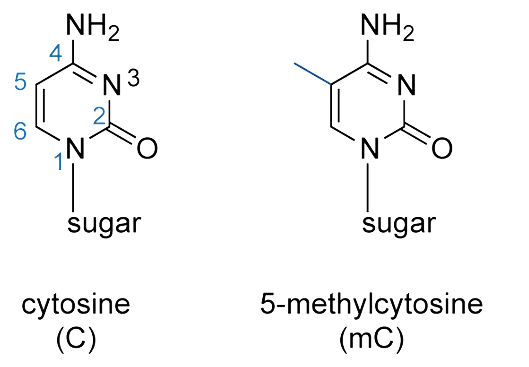 NH2 NH2
4
5 N 3 N
2
6
N O N O
1
sugar sugar
cytosine 5-methylcytosine
(C) (mC)